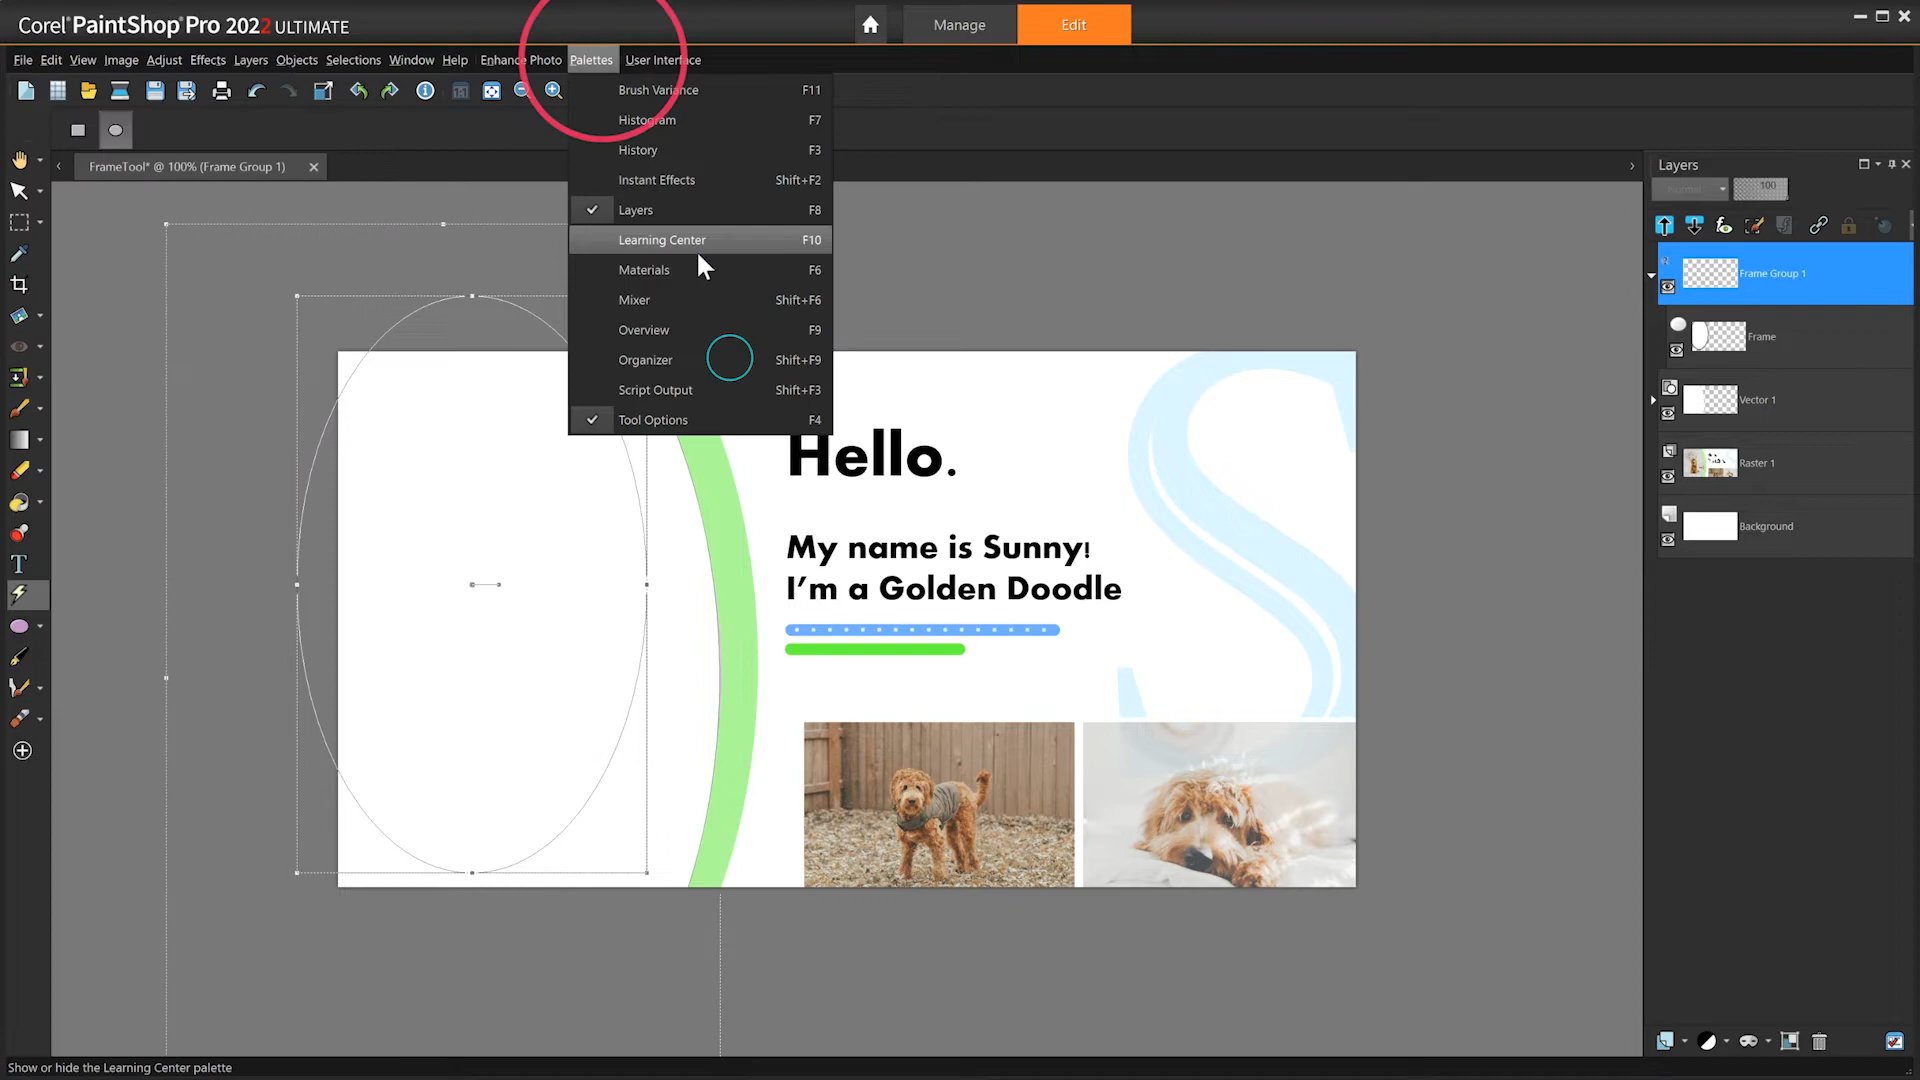 Corel PaintShop Pro 2022 ULTIMATE
Manage
Edit
File Edit View Image Adjust Effects Layers Objects Selections Window Help Enhance Photo Palettes User Interface
Brush Variance F11
Histogram F7
History F3
Instant Effects Shift+F2
Layers F8
Learning Center F10
Materials F6
Mixer Shift+F6
Overview F9
Organizer Shift+F9
Script Output Shift+F3
Tool Options F4
FrameTool* @ 100% (Frame Group 1)
Hello.
My name is Sunny!
I'm a Golden Doodle
S
Layers
Normal 100
Frame Group 1
Frame
Vector 1
Raster 1
Background
Show or hide the Learning Center palette